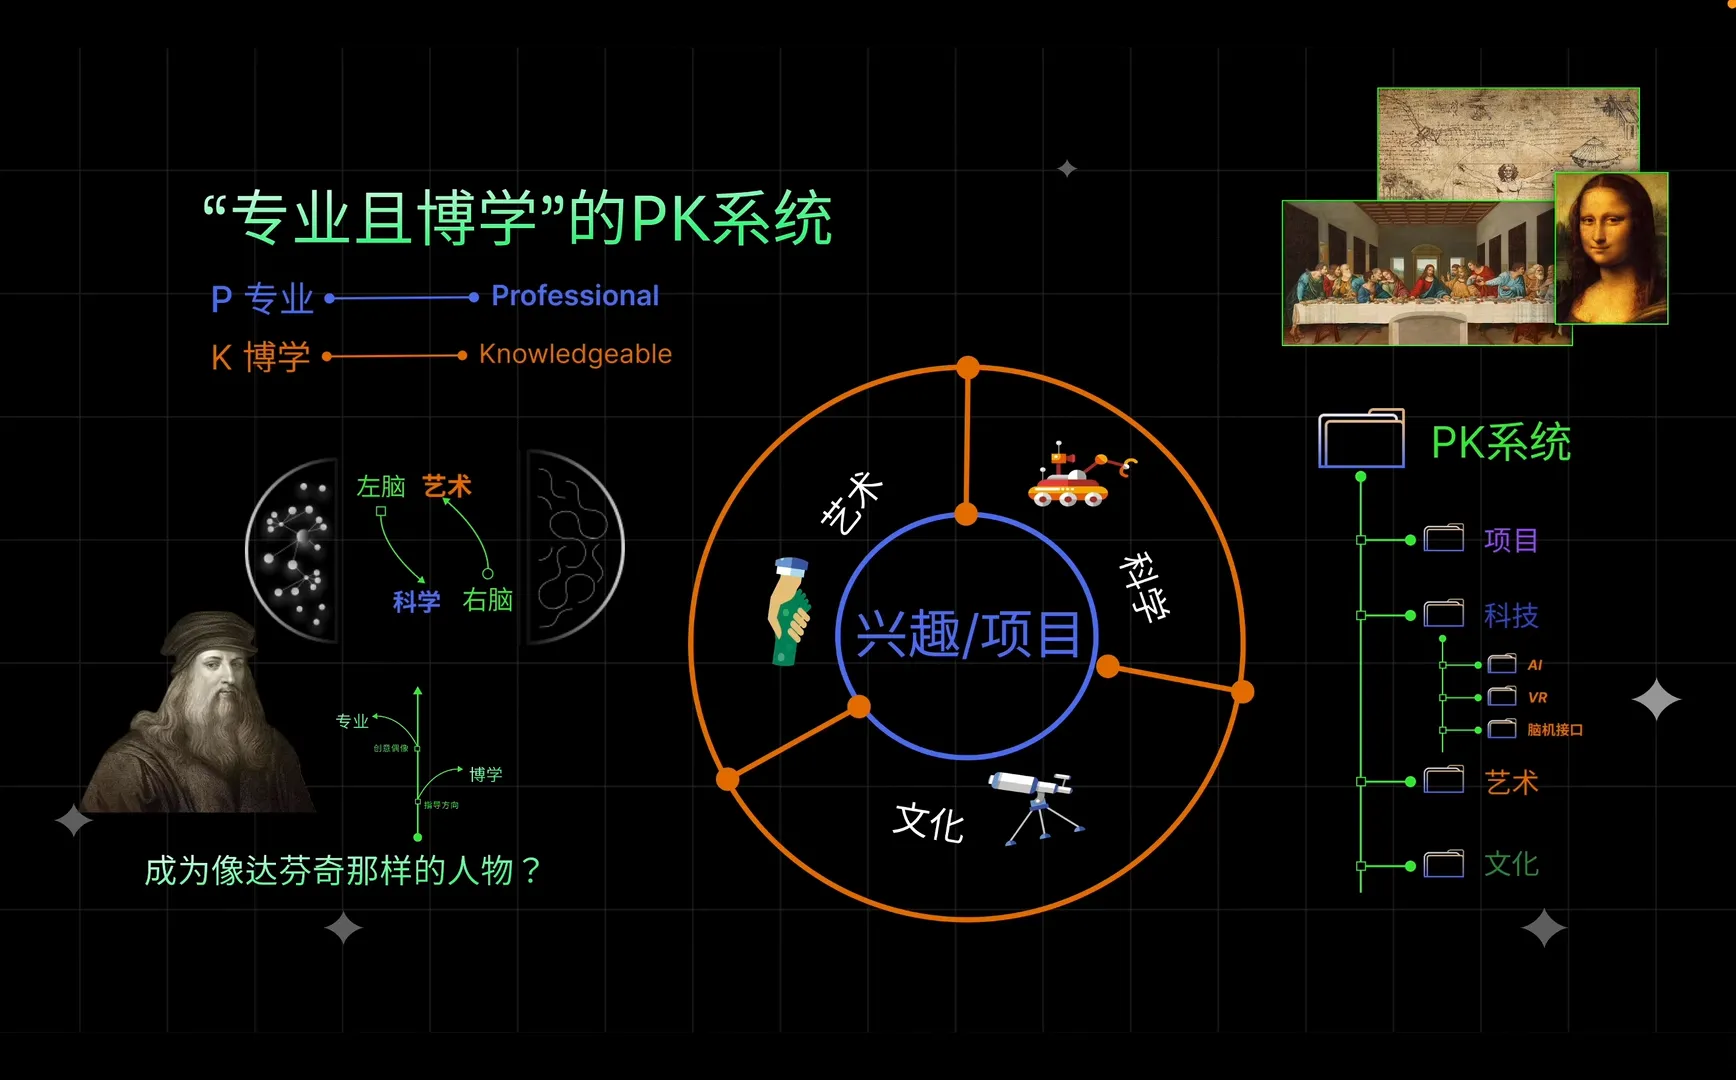 “专业且博学”的PK系统
P 专业
Professional
K 博学
Knowledgeable
左脑
艺术
科学
右脑
专业
创意偶像
博学
指导方向
成为像达芬奇那样的人物？
艺术
科学
兴趣/项目
文化
PK系统
项目
科技
AI
VR
脑机接口
艺术
文化